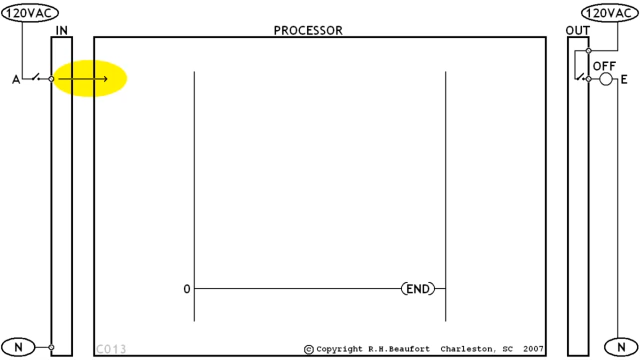 120VAC
120VAC
IN
PROCESSOR
OUT
OFF
A
E
0
END
N
C013
© Copyright R.H.Beaufort Charleston, SC 2007
N